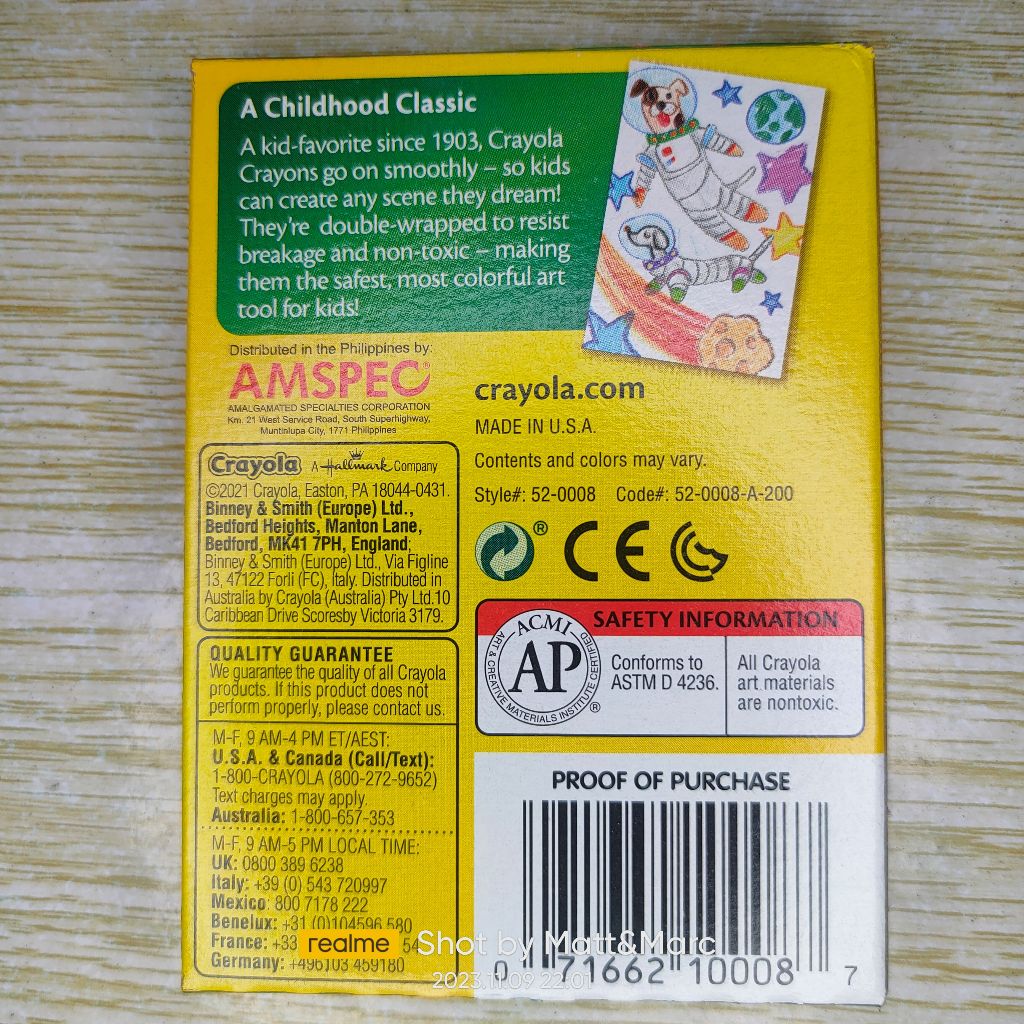 A Childhood Classic
A kid-favorite since 1903, Crayola
Crayons go on smoothly – so kids
can create any scene they dream!
They're double-wrapped to resist
breakage and non-toxic – making
them the safest, most colorful art
tool for kids!
Distributed in the Philippines by:
AMSPEC
AMALGAMATED SPECIALTIES CORPORATION
Km. 21 West Service Road, South Superhighway,
Muntinlupa City, 1771 Philippines
crayola.com
MADE IN U.S.A.
Contents and colors may vary.
Style#: 52-0008 Code#: 52-0008-A-200
® CE
Crayola A Hallmark Company
©2021 Crayola, Easton, PA 18044-0431.
Binney & Smith (Europe) Ltd.,
Bedford Heights, Manton Lane,
Bedford, MK41 7PH, England;
Binney & Smith (Europe) Ltd., Via Figline
13, 47122 Forli (FC), Italy. Distributed in
Australia by Crayola (Australia) Pty Ltd.10
Caribbean Drive Scoresby Victoria 3179.
SAFETY INFORMATION
ACMI
AP
ART & CREATIVE MATERIALS INSTITUTE CERTIFIED
®
Conforms to
ASTM D 4236.
All Crayola
art materials
are nontoxic.
QUALITY GUARANTEE
We guarantee the quality of all Crayola
products. If this product does not
perform properly, please contact us.
M-F, 9 AM-4 PM ET/AEST:
U.S.A. & Canada (Call/Text):
1-800-CRAYOLA (800-272-9652)
Text charges may apply.
Australia: 1-800-657-353
M-F, 9 AM-5 PM LOCAL TIME:
UK: 0800 389 6238
Italy: +39 (0) 543 720997
Mexico: 800 7178 222
Benelux: +31 (0)104596 580
France: +33 54
Germany: +496103 459180
PROOF OF PURCHASE
0 71662 10008 7
realme Shot by Matt&Marc
2023.11.09 22:01